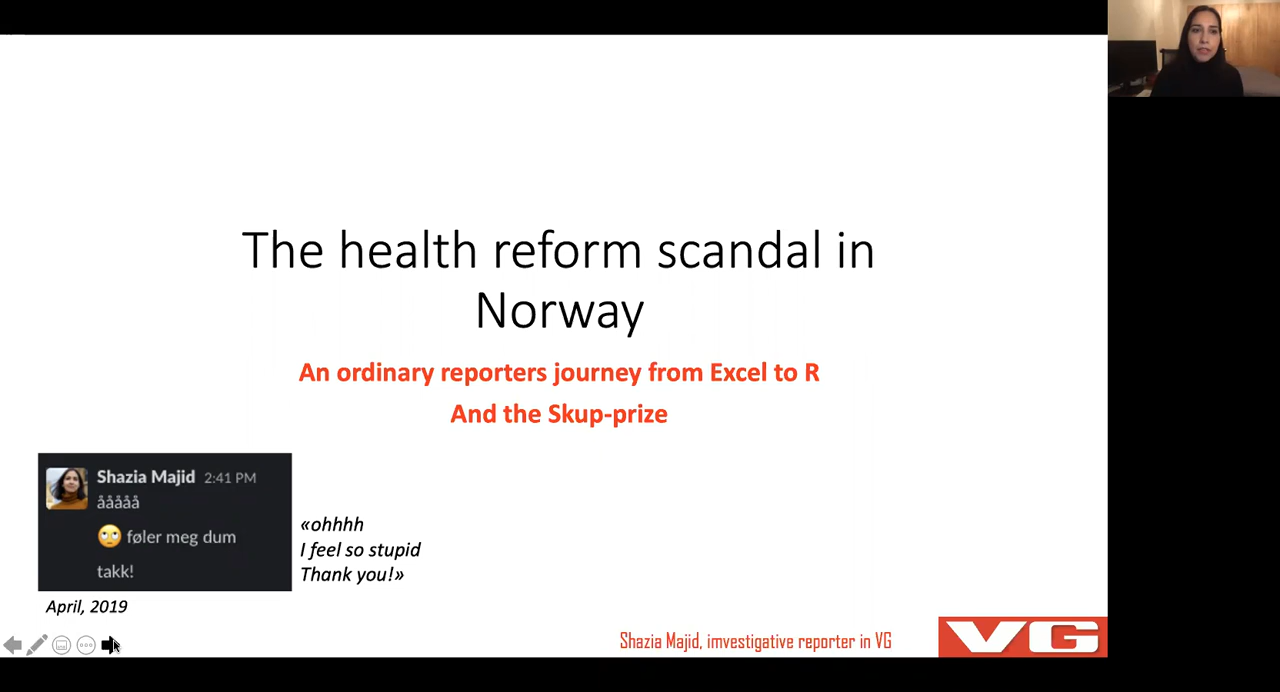 The health reform scandal in
Norway
An ordinary reporters journey from Excel to R
And the Skup-prize
Shazia Majid 2:41 PM
ååååå
🙄 føler meg dum
takk!
«ohhhh
I feel so stupid
Thank you!»
April, 2019
Shazia Majid, imvestigative reporter in VG
VG